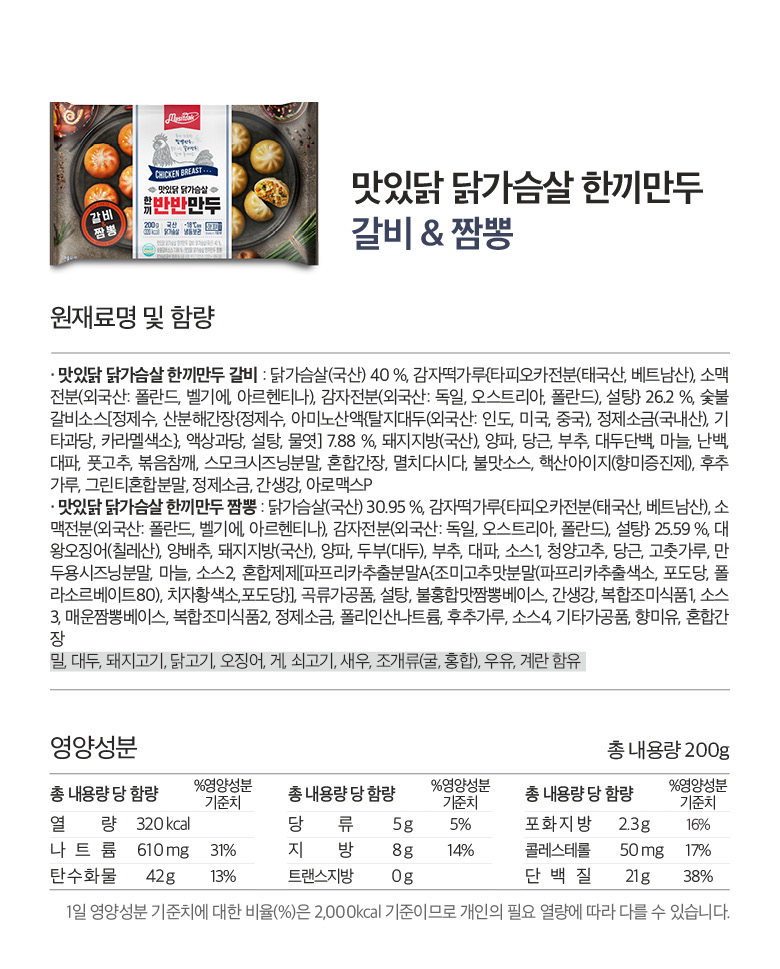 CHICKEN BREAST
맛있닭 닭가슴살
한끼 반반만두
갈비 짬뽕
200g
국산
닭가슴살
냉동보관
맛있닭 닭가슴살 한끼만두
갈비 & 짬뽕
원재료명 및 함량
· 맛있닭 닭가슴살 한끼만두 갈비 : 닭가슴살(국산) 40 %, 감자떡가루{타피오카전분(태국산, 베트남산), 소맥
전분(외국산: 폴란드, 벨기에, 아르헨티나), 감자전분(외국산: 독일, 오스트리아, 폴란드), 설탕} 26.2 %, 숯불
갈비소스[정제수, 산분해간장{정제수, 아미노산액{탈지대두(외국산: 인도, 미국, 중국), 정제소금(국내산), 기
타과당, 카라멜색소}, 액상과당, 설탕, 물엿] 7.88 %, 돼지지방(국산), 양파, 당근, 부추, 대두단백, 마늘, 난백,
대파, 풋고추, 볶음참깨, 스모크시즈닝분말, 혼합간장, 멸치다시다, 불맛소스, 핵산아이지(향미증진제), 후추
가루, 그린티혼합분말, 정제소금, 간생강, 아로맥스P
· 맛있닭 닭가슴살 한끼만두 짬뽕 : 닭가슴살(국산) 30.95 %, 감자떡가루{타피오카전분(태국산, 베트남산), 소
맥전분(외국산: 폴란드, 벨기에, 아르헨티나), 감자전분(외국산: 독일, 오스트리아, 폴란드), 설탕} 25.59 %, 대
왕오징어(칠레산), 양배추, 돼지지방(국산), 양파, 두부(대두), 부추, 대파, 소스1, 청양고추, 당근, 고춧가루, 만
두용시즈닝분말, 마늘, 소스2, 혼합제제[파프리카추출분말A{조미고추맛분말(파프리카추출색소, 포도당, 폴
라소르베이트80), 치자황색소,포도당}], 곡류가공품, 설탕, 불홍합맛짬뽕베이스, 간생강, 복합조미식품1, 소스
3, 매운짬뽕베이스, 복합조미식품2, 정제소금, 폴리인산나트륨, 후추가루, 소스4, 기타가공품, 향미유, 혼합간
장
밀, 대두, 돼지고기, 닭고기, 오징어, 게, 쇠고기, 새우, 조개류(굴, 홍합), 우유, 계란 함유
영양성분 총 내용량 200g
총 내용량 당 함량 %영양성분 기준치 총 내용량 당 함량 %영양성분 기준치 총 내용량 당 함량 %영양성분 기준치
열 량 320 kcal 당 류 5 g 5% 포화지방 2.3 g 16%
나 트 륨 610 mg 31% 지 방 8 g 14% 콜레스테롤 50 mg 17%
탄수화물 42 g 13% 트랜스지방 0 g 단 백 질 21 g 38%
1일 영양성분 기준치에 대한 비율(%)은 2,000kcal 기준이므로 개인의 필요 열량에 따라 다를 수 있습니다.